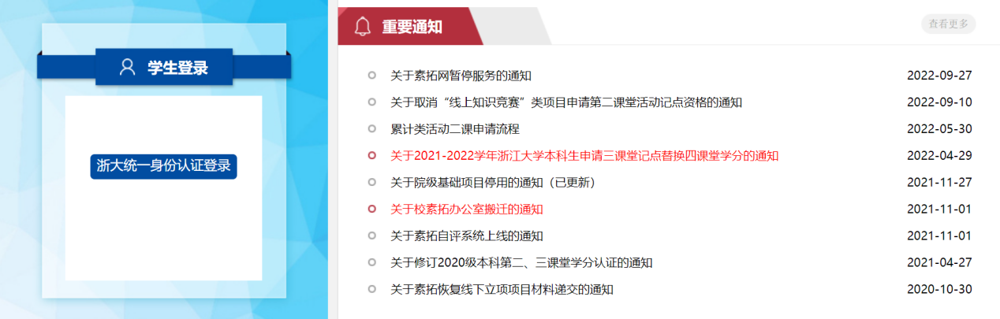 学生登录
浙大统一身份认证登录
重要通知
查看更多
关于素拓网暂停服务的通知 2022-09-27
关于取消“线上知识竞赛”类项目申请第二课堂活动记点资格的通知 2022-09-10
累计类活动二课申请流程 2022-05-30
关于2021-2022学年浙江大学本科生申请三课堂记点替换四课堂学分的通知 2022-04-29
关于院级基础项目停用的通知（已更新） 2021-11-27
关于校素拓办公室搬迁的通知 2021-11-01
关于素拓自评系统上线的通知 2021-11-01
关于修订2020级本科第二、三课堂学分认证的通知 2021-04-27
关于素拓恢复线下立项项目材料递交的通知 2020-10-30